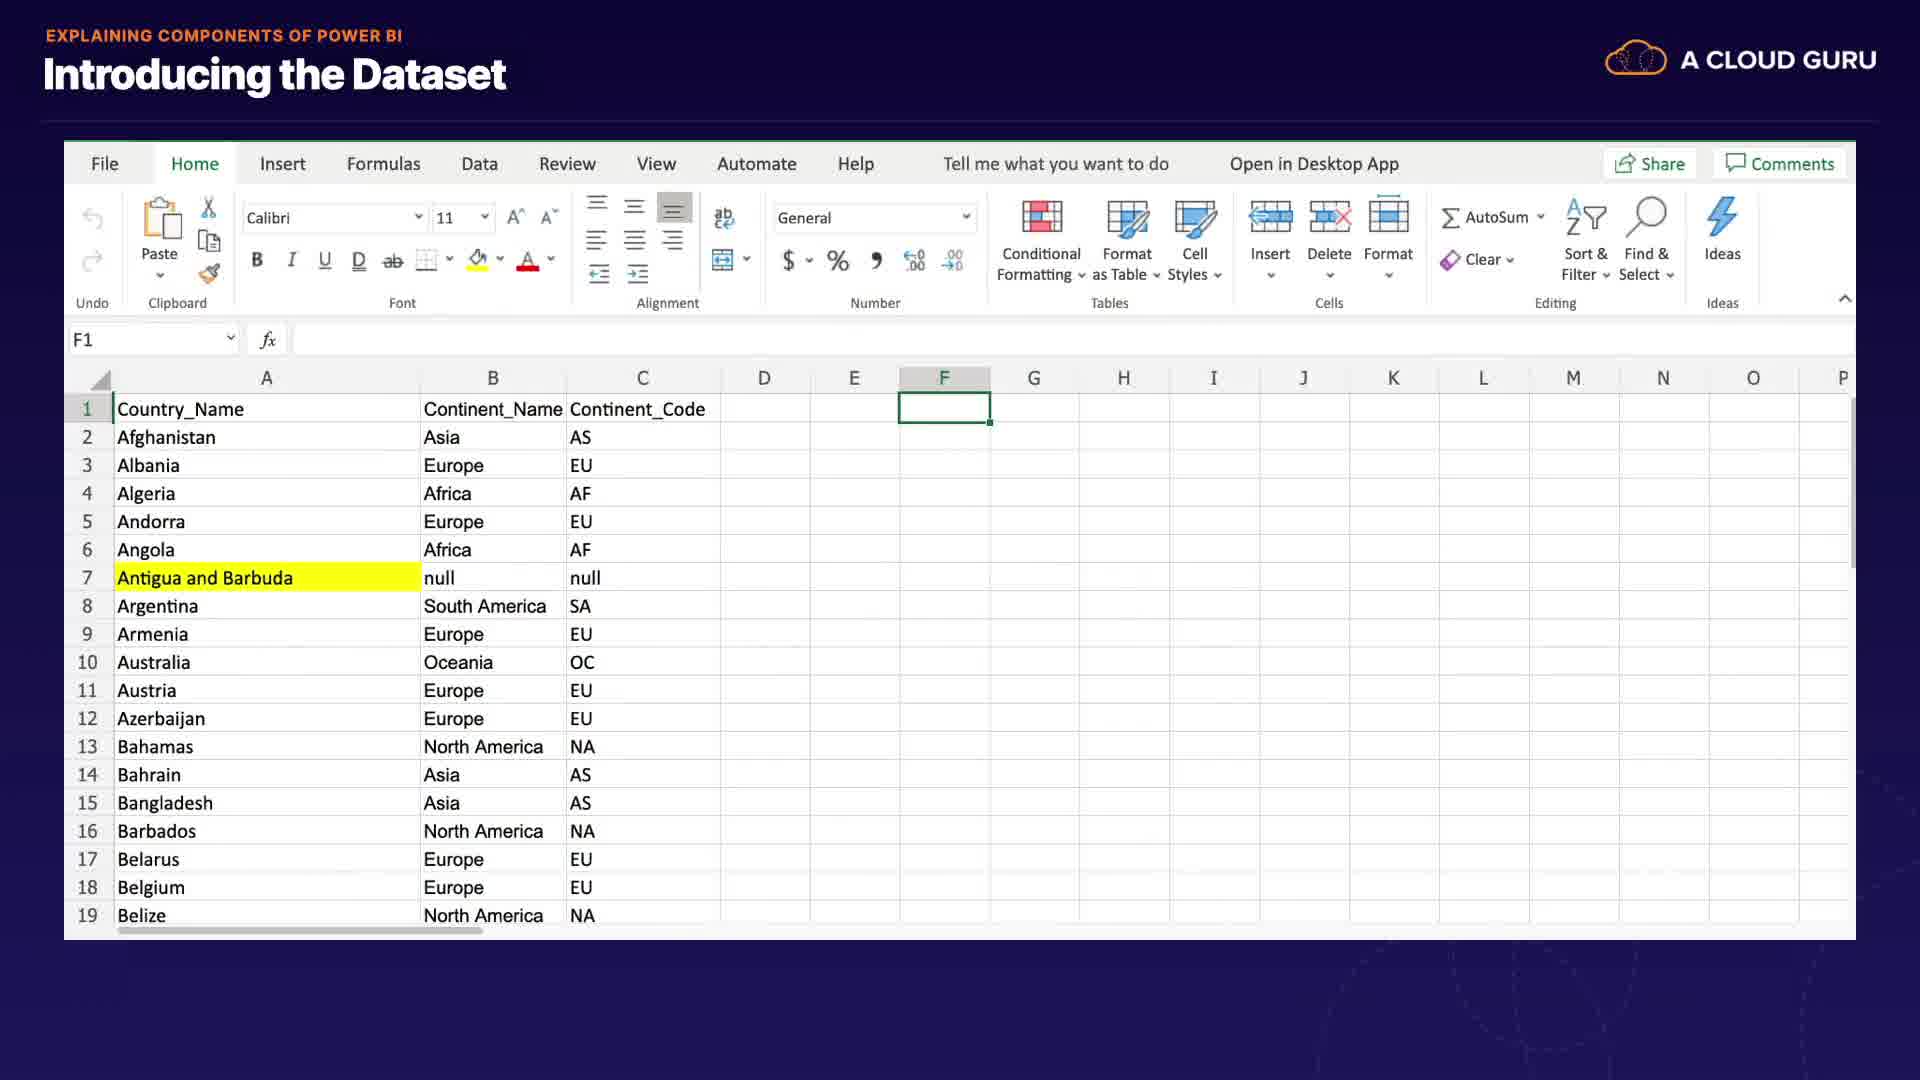 EXPLAINING COMPONENTS OF POWER BI
Introducing the Dataset
A CLOUD GURU
File Home Insert Formulas Data Review View Automate Help Tell me what you want to do Open in Desktop App Share Comments
Calibri 11 A^ Aˇ ab General AutoSum
Paste B I U D ab A $ % , .00 .00 Conditional Formatting Format as Table Cell Styles Insert Delete Format Clear Sort & Filter Find & Select Ideas
Undo Clipboard Font Alignment Number Tables Cells Editing Ideas
F1 fx
A B C D E F G H I J K L M N O P
1 Country_Name Continent_Name Continent_Code
2 Afghanistan Asia AS
3 Albania Europe EU
4 Algeria Africa AF
5 Andorra Europe EU
6 Angola Africa AF
7 Antigua and Barbuda null null
8 Argentina South America SA
9 Armenia Europe EU
10 Australia Oceania OC
11 Austria Europe EU
12 Azerbaijan Europe EU
13 Bahamas North America NA
14 Bahrain Asia AS
15 Bangladesh Asia AS
16 Barbados North America NA
17 Belarus Europe EU
18 Belgium Europe EU
19 Belize North America NA